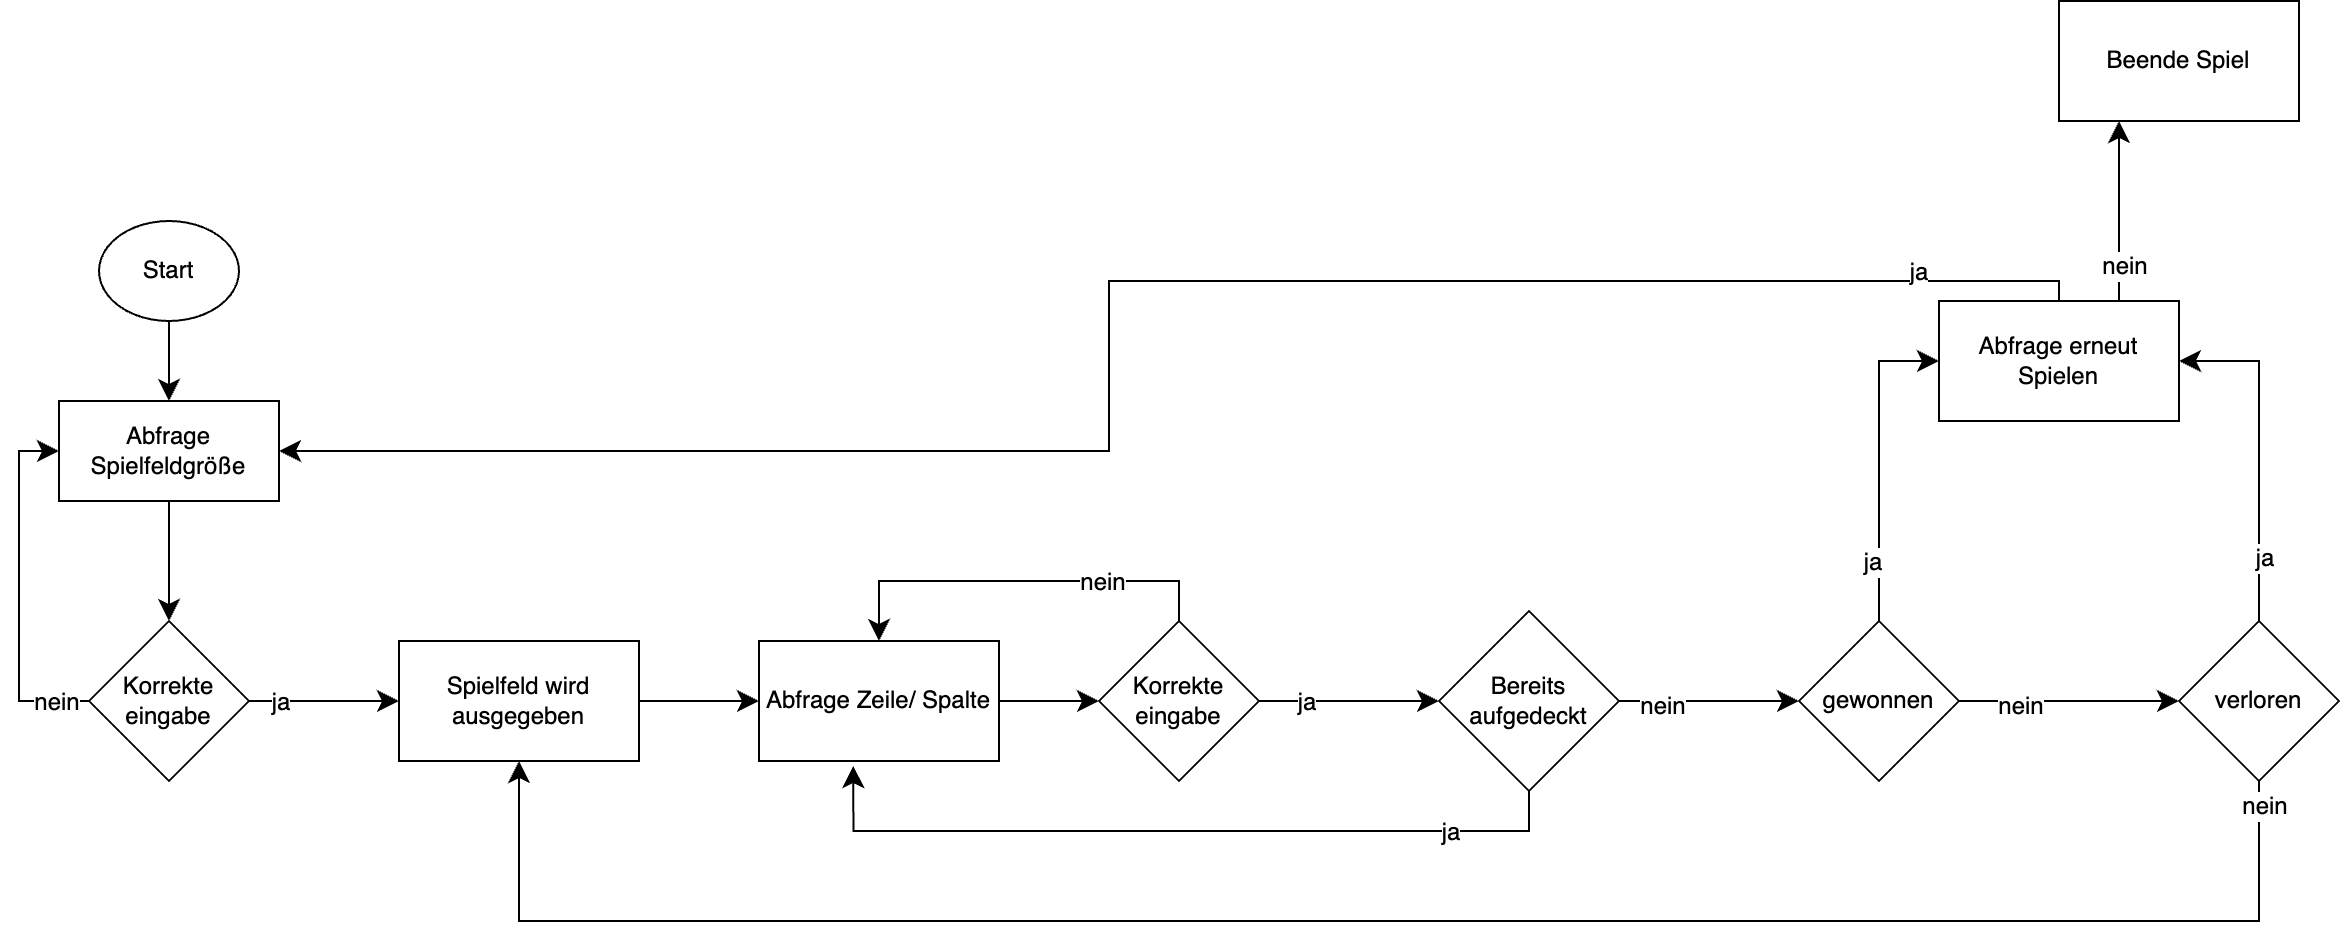 Beende Spiel
Start
ja
nein
Abfrage erneut
Spielen
Abfrage
Spielfeldgröße
ja
ja
nein
Korrekte
eingabe
nein
ja
Spielfeld wird
ausgegeben
Abfrage Zeile/ Spalte
Korrekte
eingabe
ja
Bereits
aufgedeckt
nein
gewonnen
nein
verloren
nein
ja